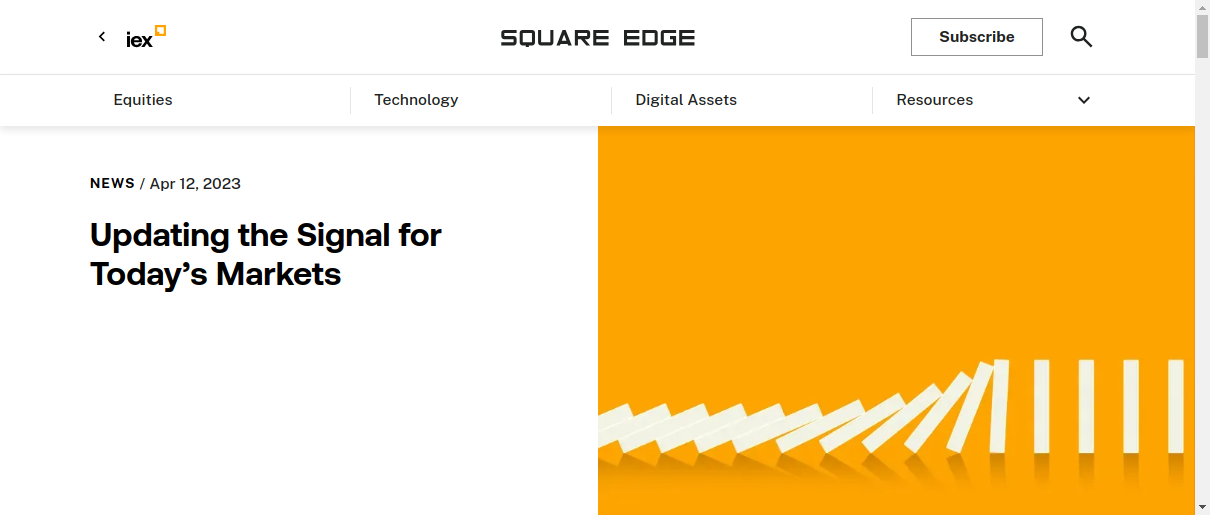 iex
SQUARE EDGE
Subscribe
Equities
Technology
Digital Assets
Resources
NEWS / Apr 12, 2023
Updating the Signal for
Today’s Markets